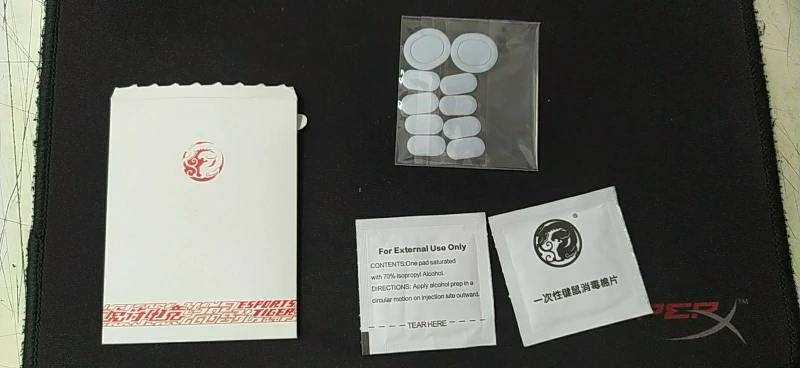 ESPORTS
TIGER
For External Use Only
CONTENTS:One pad saturated
with 70% Isopropyl Alcohol.
DIRECTIONS: Apply alcohol prep in a
circular motion on injection site outward.
TEAR HERE
®
一次性键鼠消毒棉片
PERX™